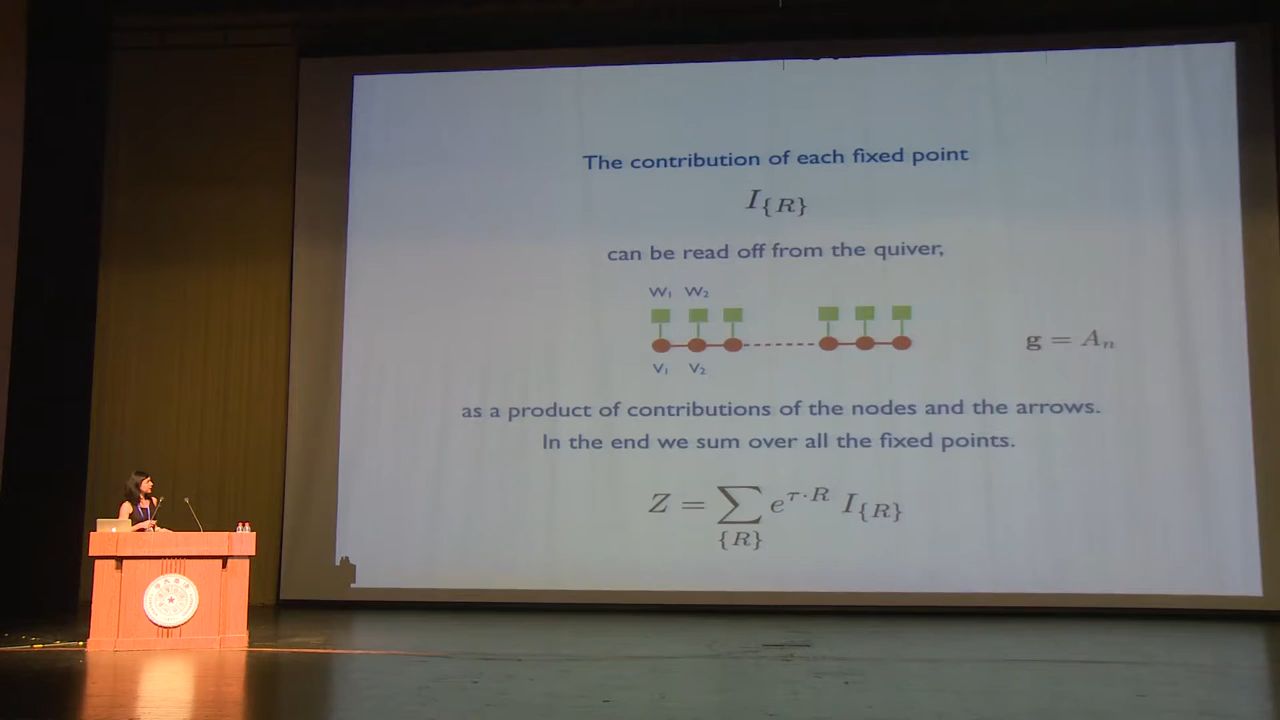 The contribution of each fixed point
I_{R}
can be read off from the quiver,
W₁ W₂
V₁ V₂
g = Aₙ
as a product of contributions of the nodes and the arrows.
In the end we sum over all the fixed points.
Z = ∑_{R} e^{τ·R} I_{R}